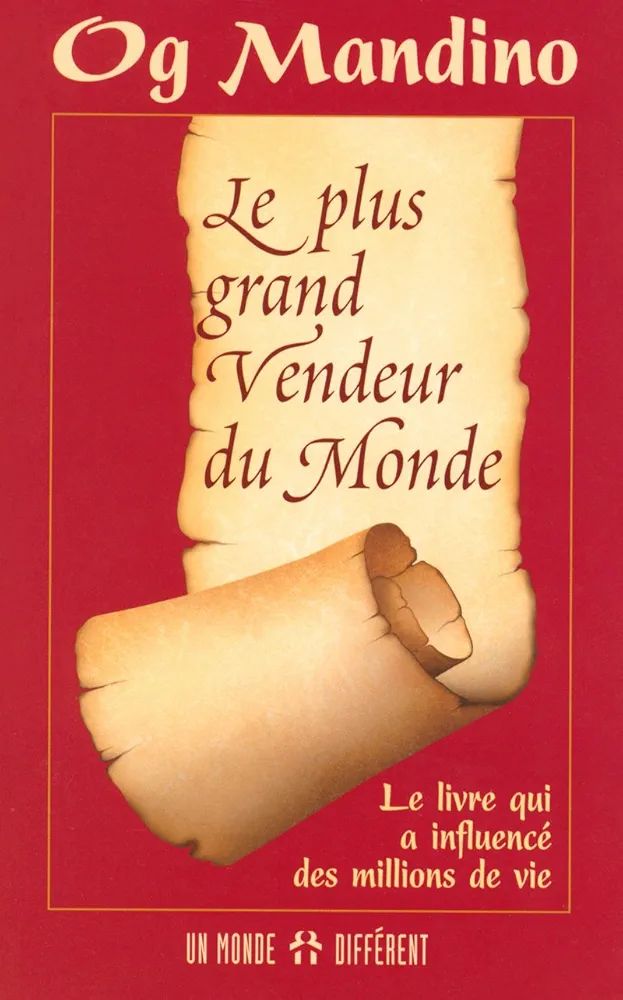 Og Mandino
Le plus
grand
Vendeur
du Monde
Le livre qui
a influencé
des millions de vie
UN MONDE DIFFÉRENT